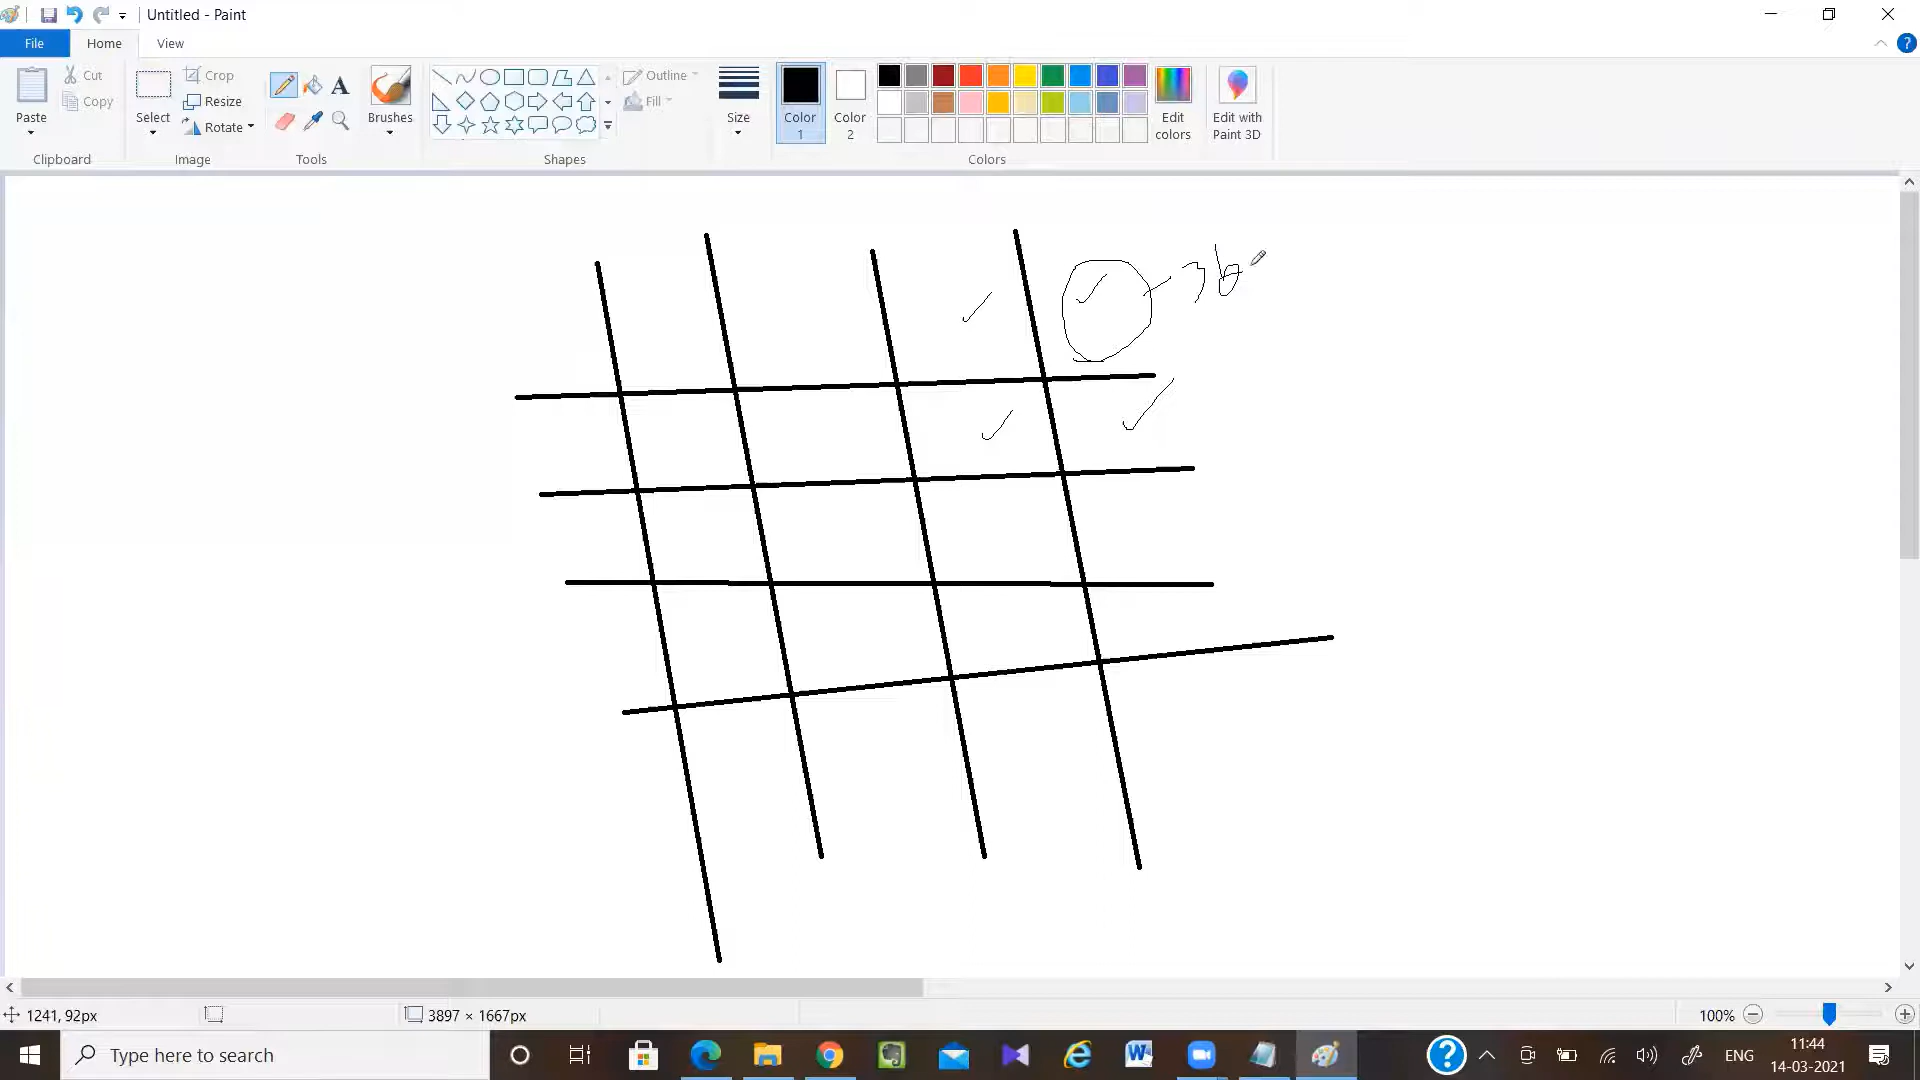 Untitled - Paint
File Home View
Cut
Copy
Paste
Clipboard
Crop
Resize
Rotate
Select
Image
Tools
Brushes
Shapes
Outline
Fill
Size
Color 1
Color 2
Edit colors
Edit with Paint 3D
Colors
1241, 92px
3897 × 1667px
100%
Type here to search
ENG
11:44
14-03-2021